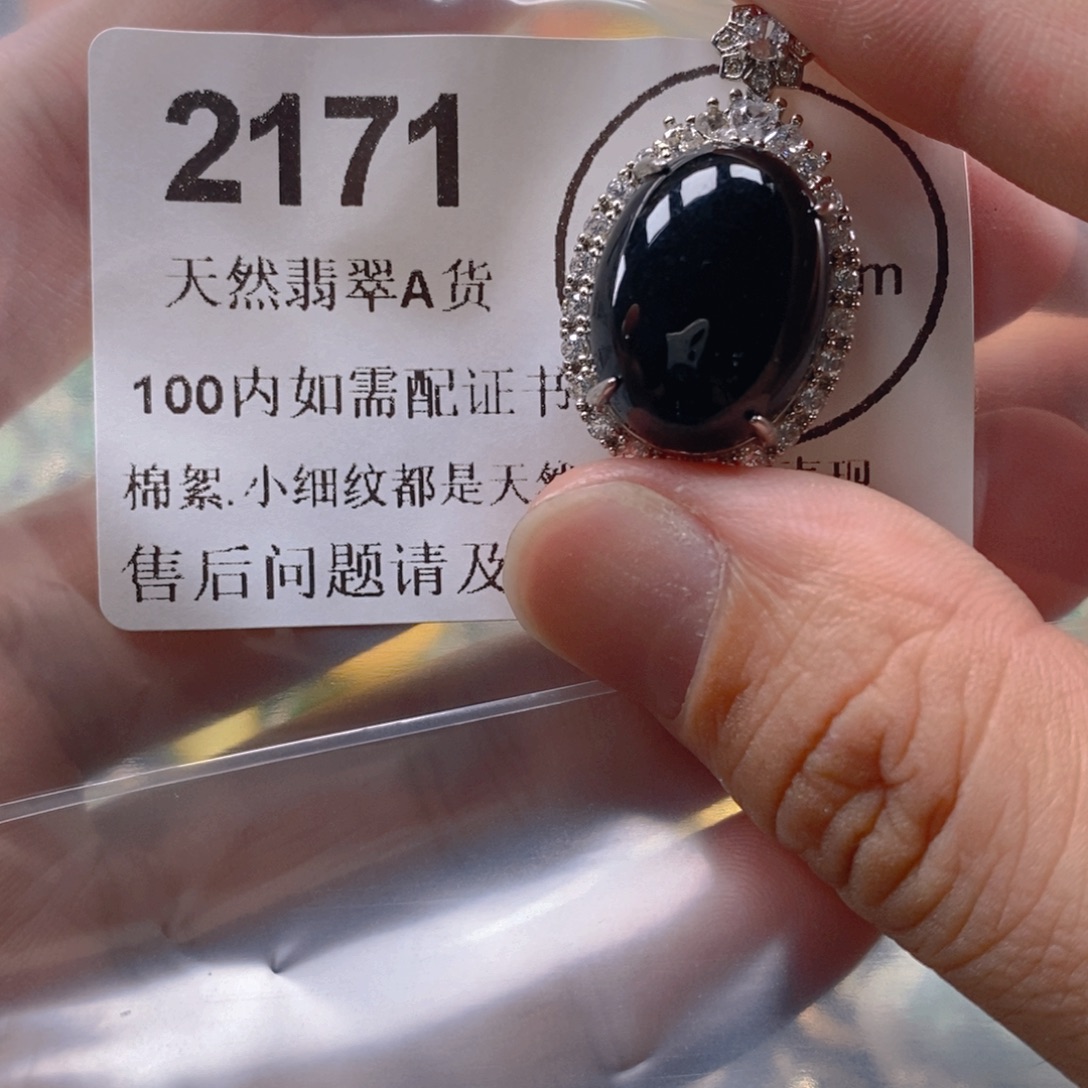 2171
天然翡翠A货
m
100内如需配证书
棉絮.小细纹都是天然
售后问题请及